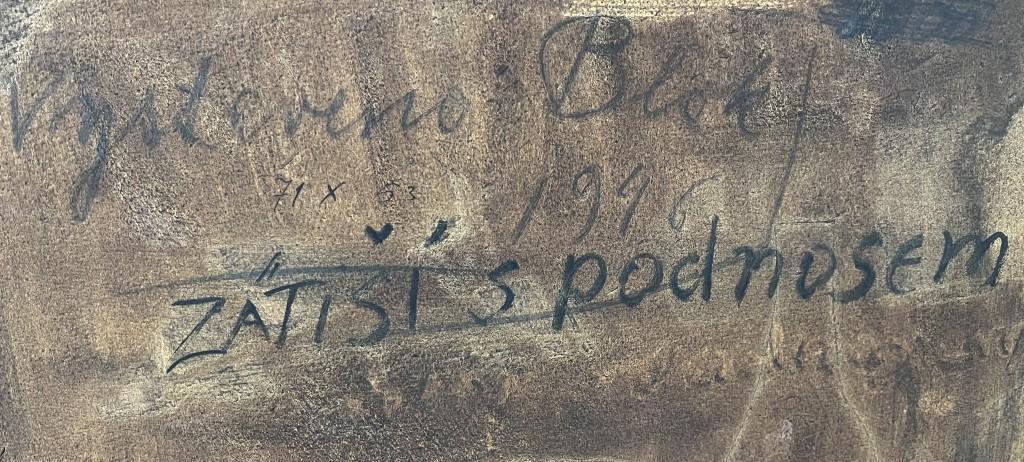 Vystaveno Blok
71 x 53
1946
ZÁTIŠÍ s podnosem